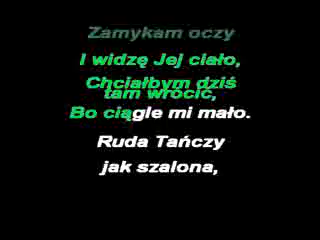 Zamykam oczy
I widzę Jej ciało,
Chciałbym dziś
tam wrócić,
Bo ciągle mi mało.
Ruda Tańczy
jak szalona,